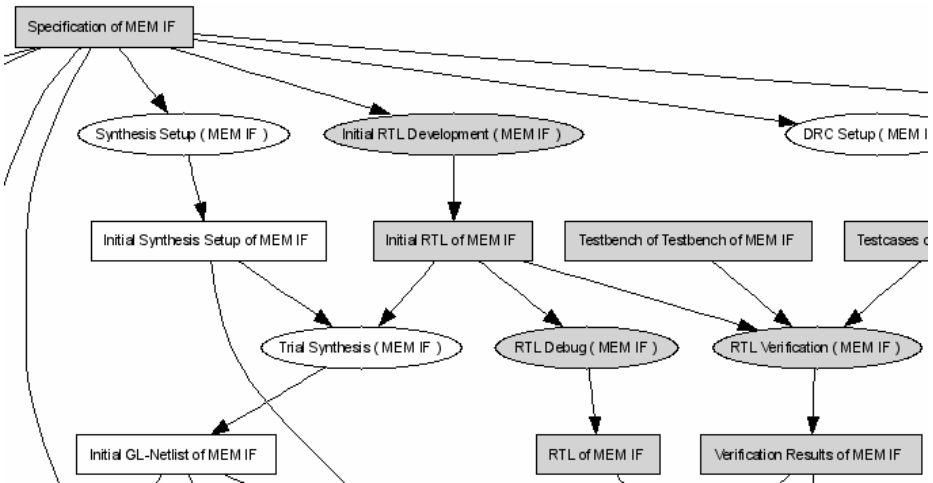 Specification of MEM IF
Synthesis Setup ( MEM IF )
Initial RTL Development ( MEM IF )
DRC Setup ( MEM I
Initial Synthesis Setup of MEM IF
Initial RTL of MEM IF
Testbench of Testbench of MEM IF
Testcases o
Trial Synthesis ( MEM IF )
RTL Debug ( MEM IF )
RTL Verification ( MEM IF )
Initial GL-Netlist of MEM IF
RTL of MEM IF
Verification Results of MEM IF